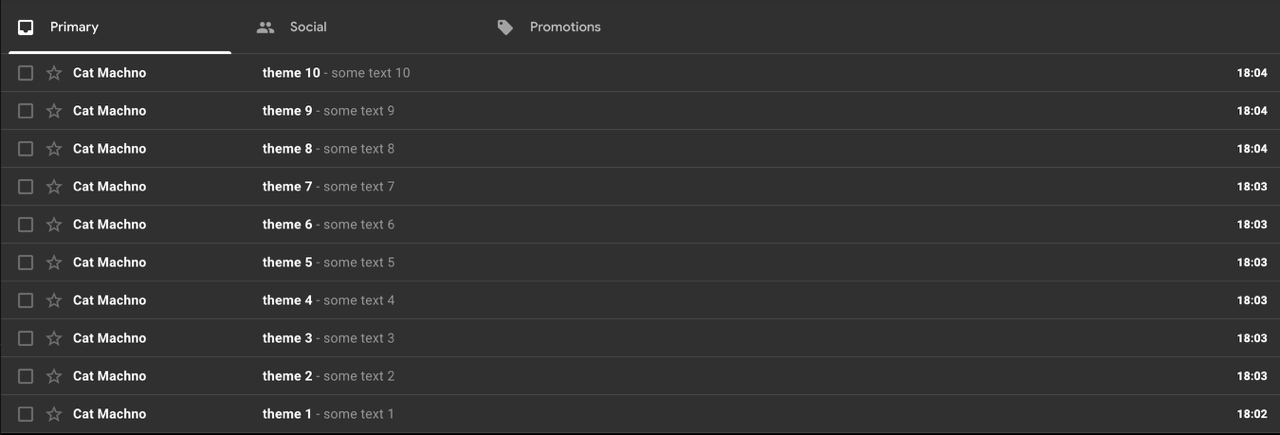 Primary Social Promotions
Cat Machno theme 10 - some text 10 18:04
Cat Machno theme 9 - some text 9 18:04
Cat Machno theme 8 - some text 8 18:04
Cat Machno theme 7 - some text 7 18:03
Cat Machno theme 6 - some text 6 18:03
Cat Machno theme 5 - some text 5 18:03
Cat Machno theme 4 - some text 4 18:03
Cat Machno theme 3 - some text 3 18:03
Cat Machno theme 2 - some text 2 18:03
Cat Machno theme 1 - some text 1 18:02